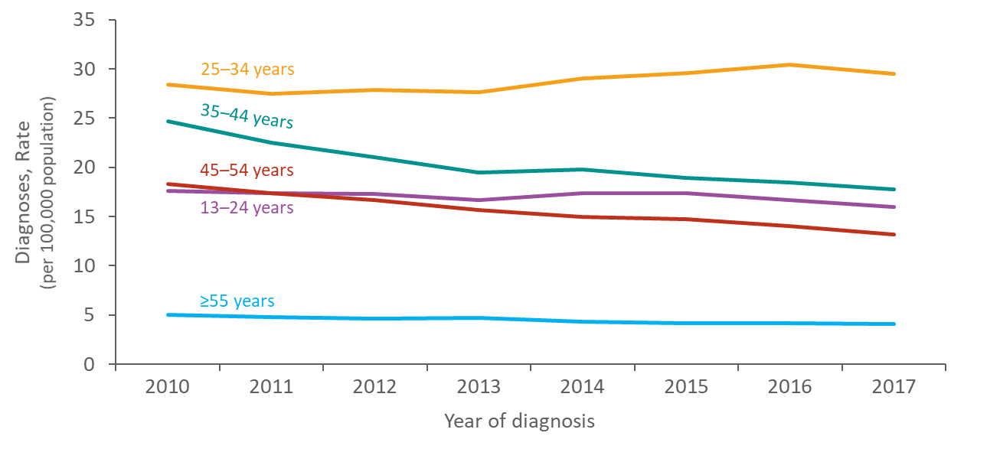 35
30
25
20
15
10
5
0
Diagnoses, Rate
(per 100,000 population)
25–34 years
35–44 years
45–54 years
13–24 years
≥55 years
2010 2011 2012 2013 2014 2015 2016 2017
Year of diagnosis